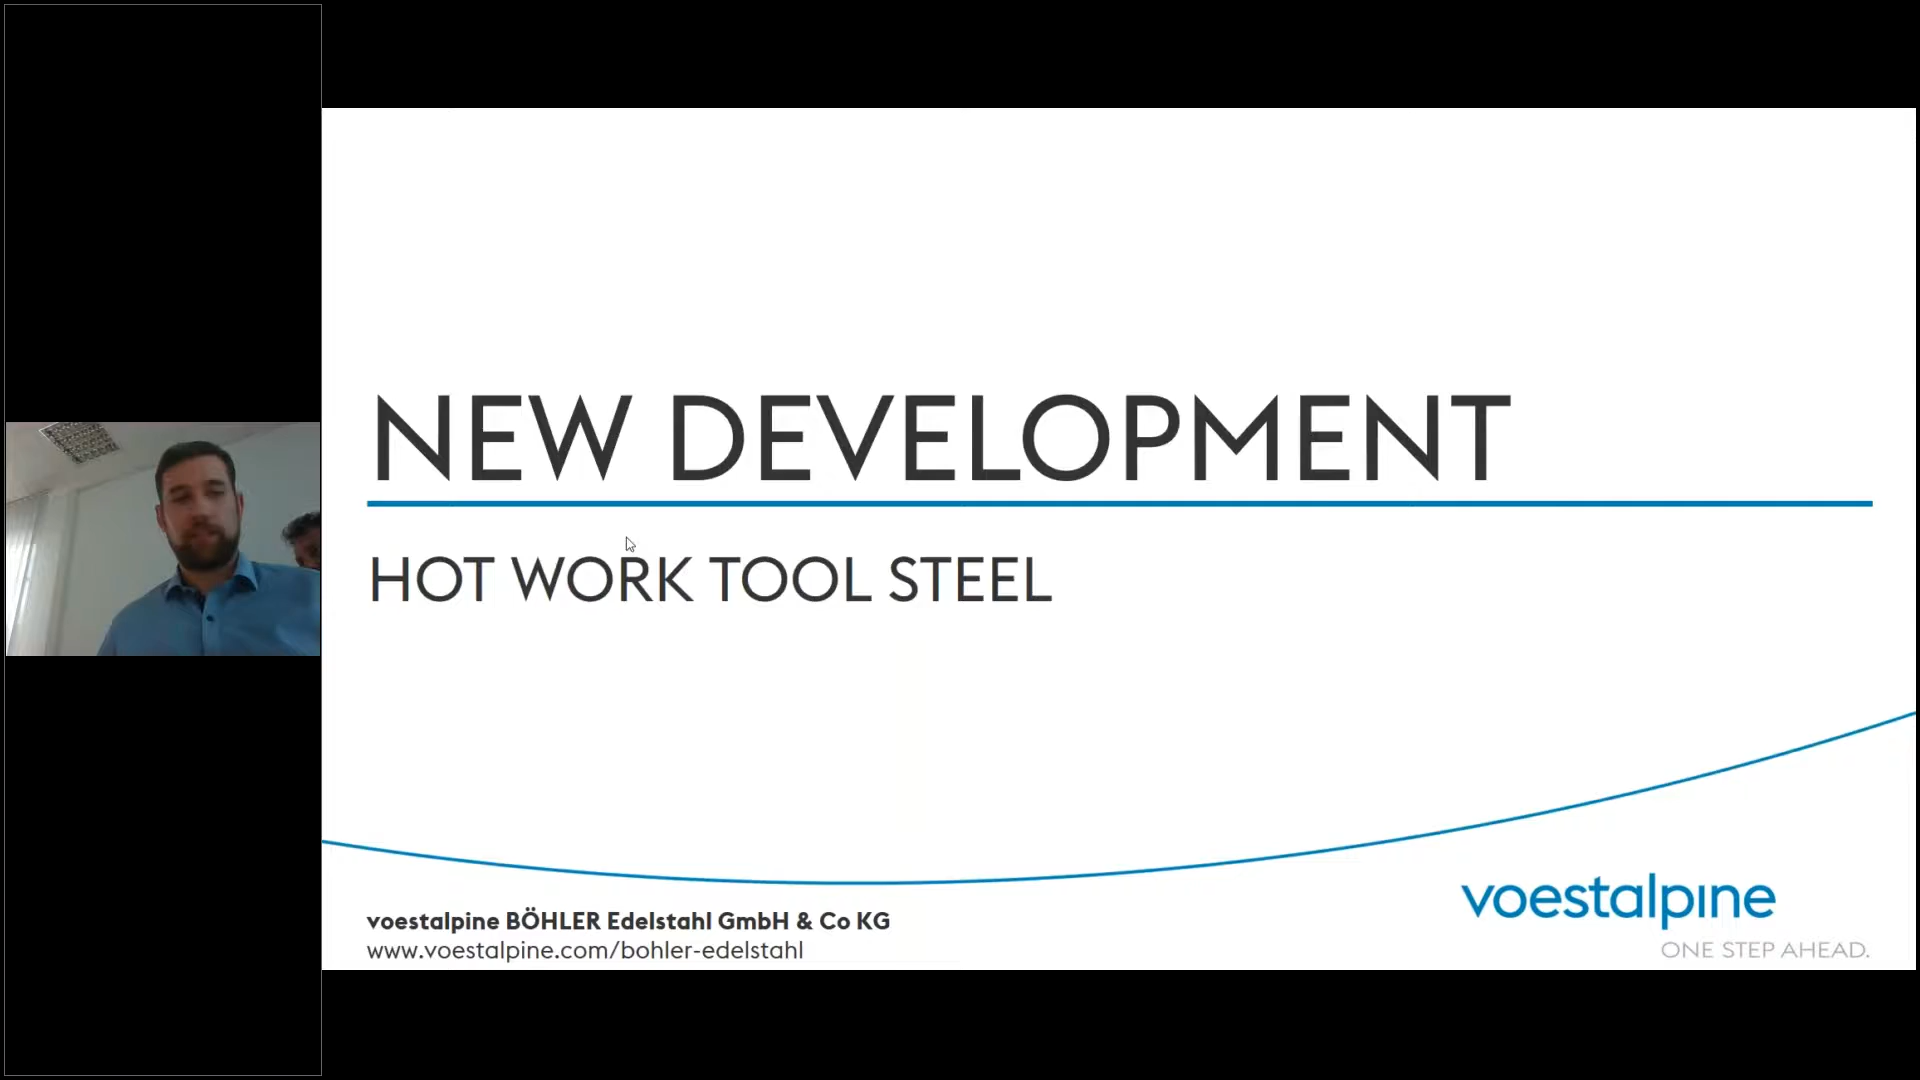 NEW DEVELOPMENT
HOT WORK TOOL STEEL
voestalpine BÖHLER Edelstahl GmbH & Co KG
www.voestalpine.com/bohler-edelstahl
voestalpine
ONE STEP AHEAD.